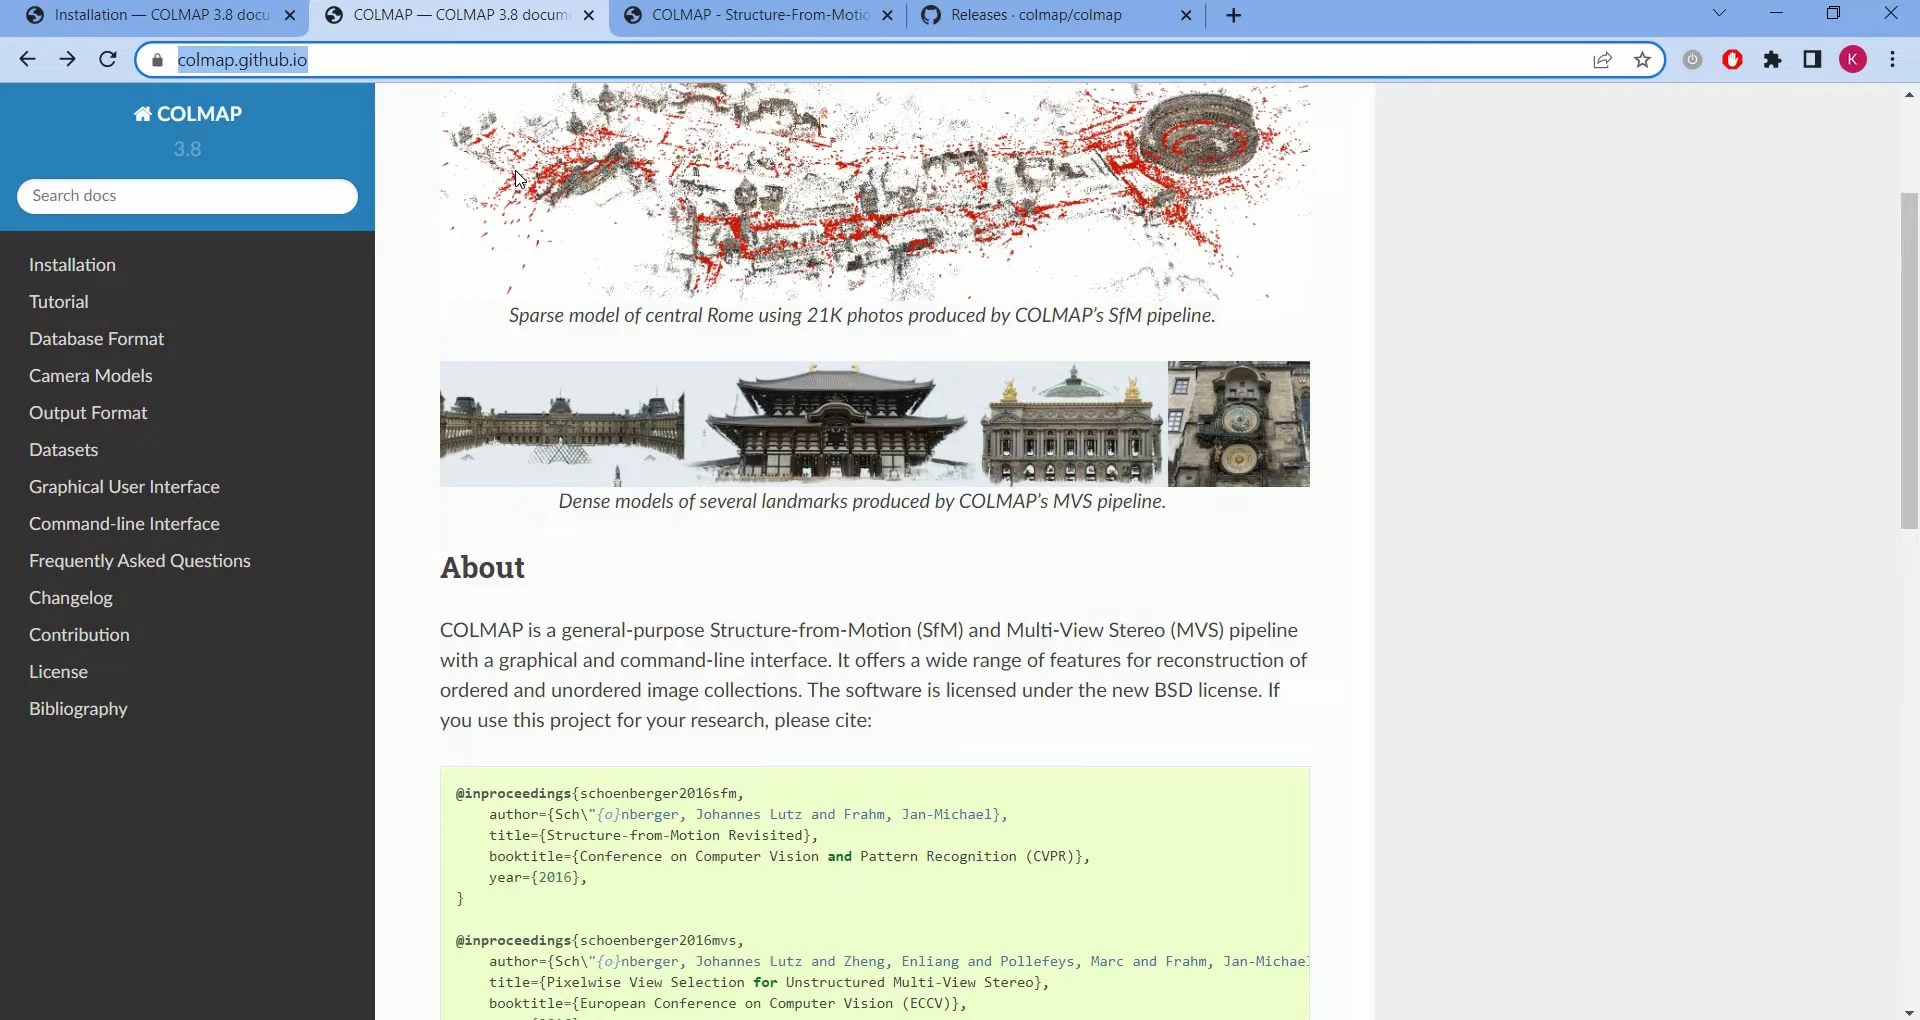 Installation — COLMAP 3.8 docu
COLMAP — COLMAP 3.8 docum
COLMAP - Structure-From-Motio
Releases · colmap/colmap
colmap.github.io
K
COLMAP
3.8
Search docs
Installation
Tutorial
Database Format
Camera Models
Output Format
Datasets
Graphical User Interface
Command-line Interface
Frequently Asked Questions
Changelog
Contribution
License
Bibliography
Sparse model of central Rome using 21K photos produced by COLMAP’s SfM pipeline.
Dense models of several landmarks produced by COLMAP’s MVS pipeline.
About
COLMAP is a general-purpose Structure-from-Motion (SfM) and Multi-View Stereo (MVS) pipeline
with a graphical and command-line interface. It offers a wide range of features for reconstruction of
ordered and unordered image collections. The software is licensed under the new BSD license. If
you use this project for your research, please cite:
@inproceedings{schoenberger2016sfm,
author={Sch\"{o}nberger, Johannes Lutz and Frahm, Jan-Michael},
title={Structure-from-Motion Revisited},
booktitle={Conference on Computer Vision and Pattern Recognition (CVPR)},
year={2016},
}
@inproceedings{schoenberger2016mvs,
author={Sch\"{o}nberger, Johannes Lutz and Zheng, Enliang and Pollefeys, Marc and Frahm, Jan-Michael
title={Pixelwise View Selection for Unstructured Multi-View Stereo},
booktitle={European Conference on Computer Vision (ECCV)},